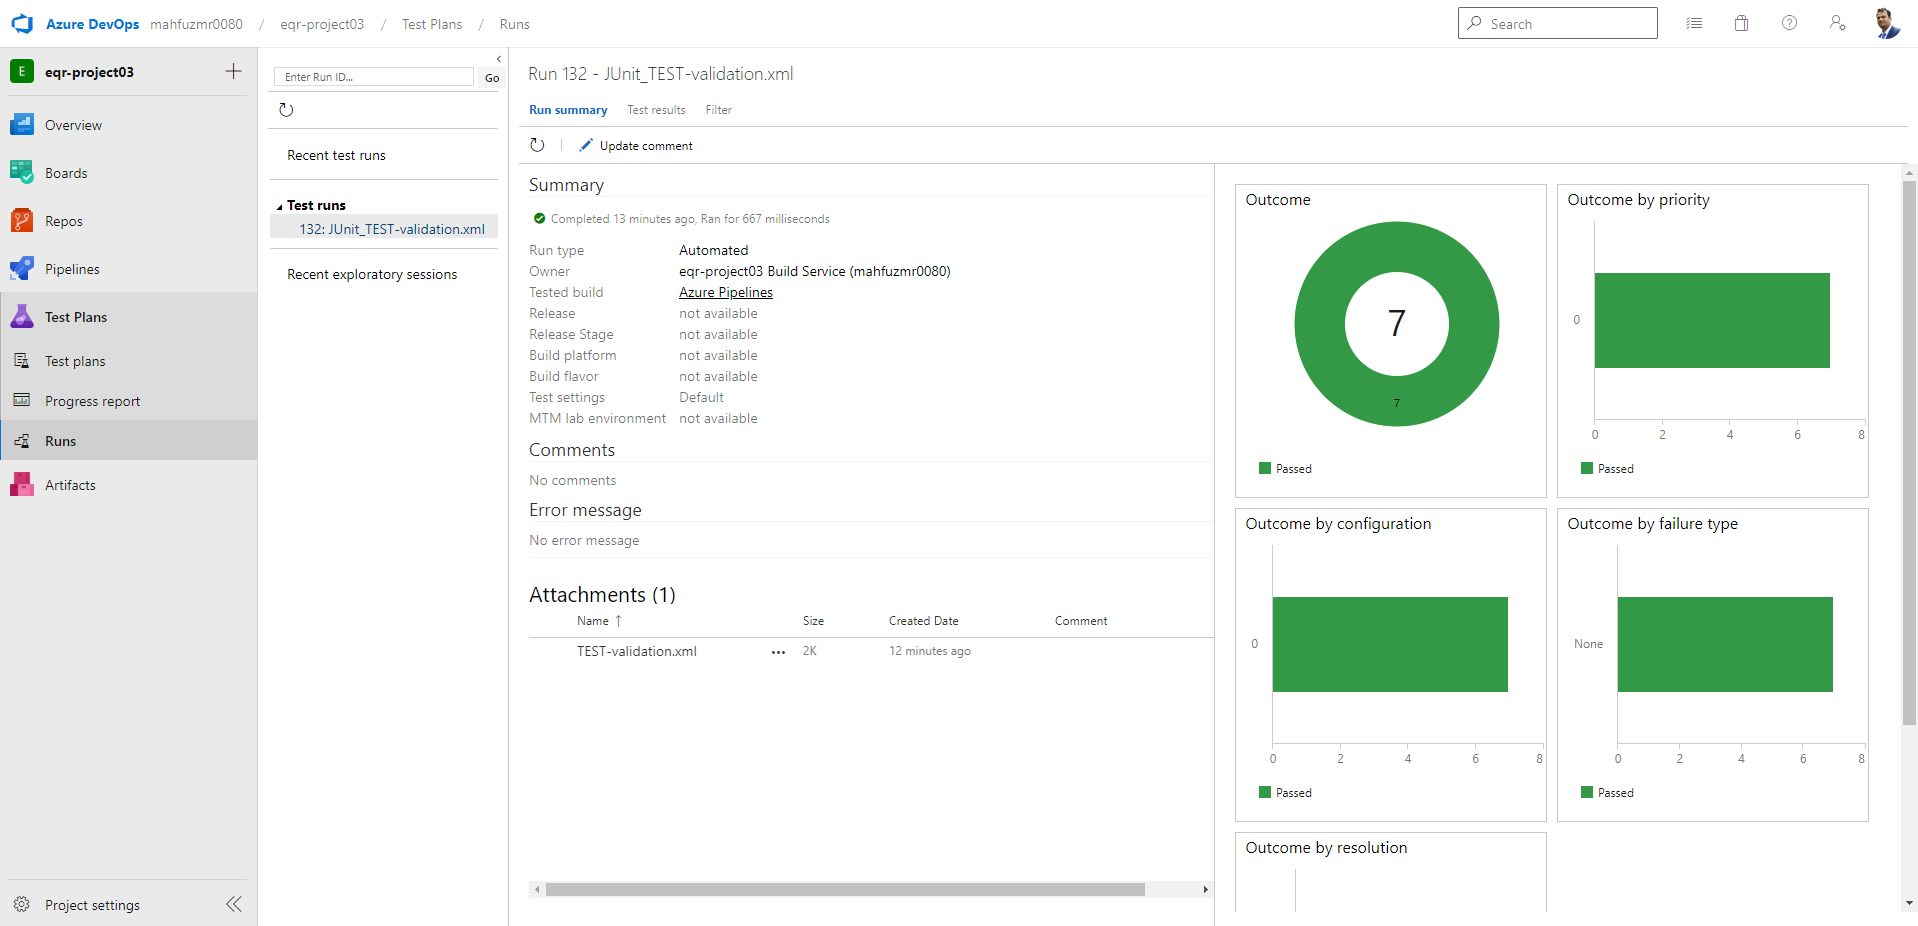 Azure DevOps mahfuzmr0080 / eqr-project03 / Test Plans / Runs
Search
E eqr-project03
Overview
Boards
Repos
Pipelines
Test Plans
Test plans
Progress report
Runs
Artifacts
Project settings
Enter Run ID...
Go
Recent test runs
Test runs
132: JUnit_TEST-validation.xml
Recent exploratory sessions
Run 132 - JUnit_TEST-validation.xml
Run summary Test results Filter
Update comment
Summary
Completed 13 minutes ago, Ran for 667 milliseconds
Run type Automated
Owner eqr-project03 Build Service (mahfuzmr0080)
Tested build Azure Pipelines
Release not available
Release Stage not available
Build platform not available
Build flavor not available
Test settings Default
MTM lab environment not available
Comments
No comments
Error message
No error message
Attachments (1)
Name ↑ Size Created Date Comment
TEST-validation.xml ... 2K 12 minutes ago
Outcome
7
7
Passed
Outcome by priority
0
0 2 4 6 8
Passed
Outcome by configuration
0
0 2 4 6 8
Passed
Outcome by failure type
None
0 2 4 6 8
Passed
Outcome by resolution